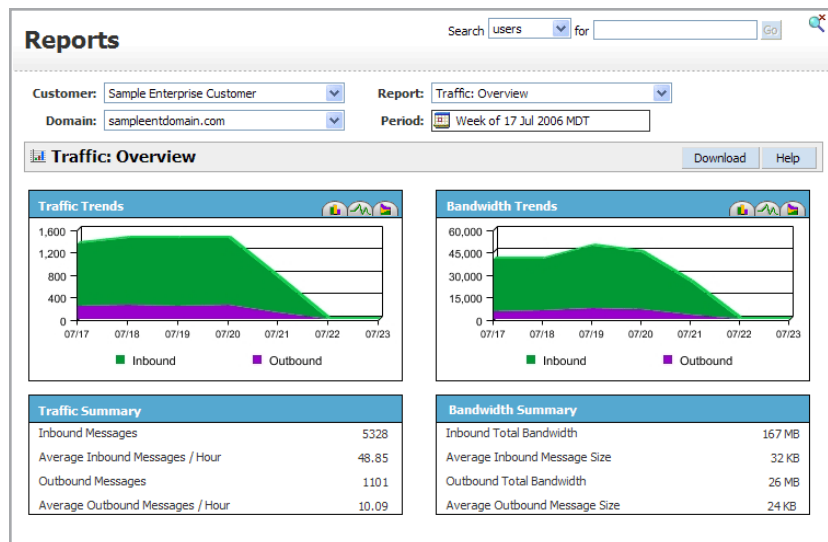 Reports
Search users for Go
Customer: Sample Enterprise Customer Report: Traffic: Overview
Domain: sampleentdomain.com Period: Week of 17 Jul 2006 MDT
Traffic: Overview Download Help
Traffic Trends
1,600
1,200
800
400
0
07/17 07/18 07/19 07/20 07/21 07/22 07/23
Inbound Outbound
Bandwidth Trends
60,000
45,000
30,000
15,000
0
07/17 07/18 07/19 07/20 07/21 07/22 07/23
Inbound Outbound
Traffic Summary
Inbound Messages 5328
Average Inbound Messages / Hour 48.85
Outbound Messages 1101
Average Outbound Messages / Hour 10.09
Bandwidth Summary
Inbound Total Bandwidth 167 MB
Average Inbound Message Size 32 KB
Outbound Total Bandwidth 26 MB
Average Outbound Message Size 24 KB